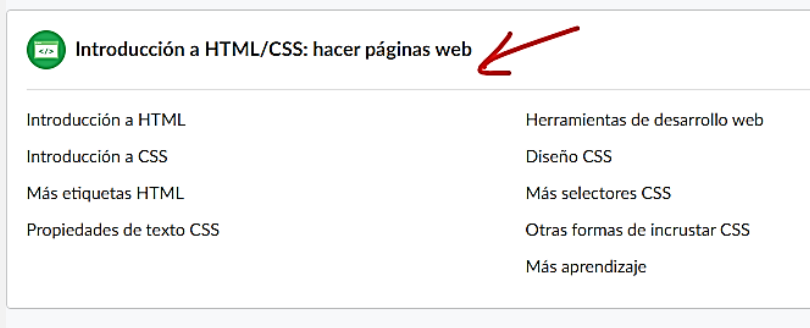 Introducción a HTML/CSS: hacer páginas web
Introducción a HTML
Introducción a CSS
Más etiquetas HTML
Propiedades de texto CSS
Herramientas de desarrollo web
Diseño CSS
Más selectores CSS
Otras formas de incrustar CSS
Más aprendizaje